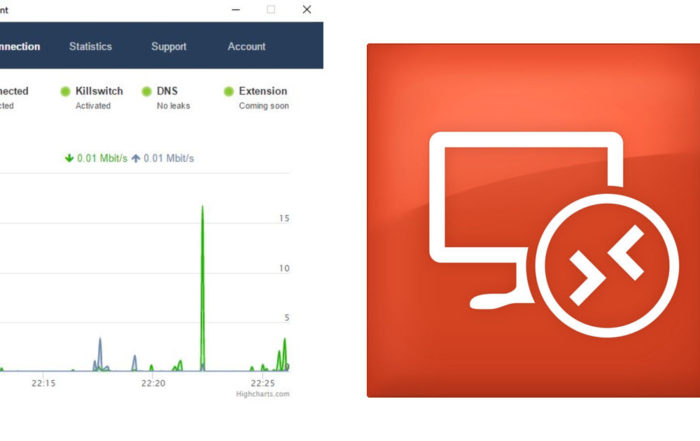 nt
nnection Statistics Support Account
nected Killswitch DNS Extension
cted Activated No leaks Coming soon
0.01 Mbit/s 0.01 Mbit/s
15
10
5
22:15 22:20 22:25
Highcharts.com